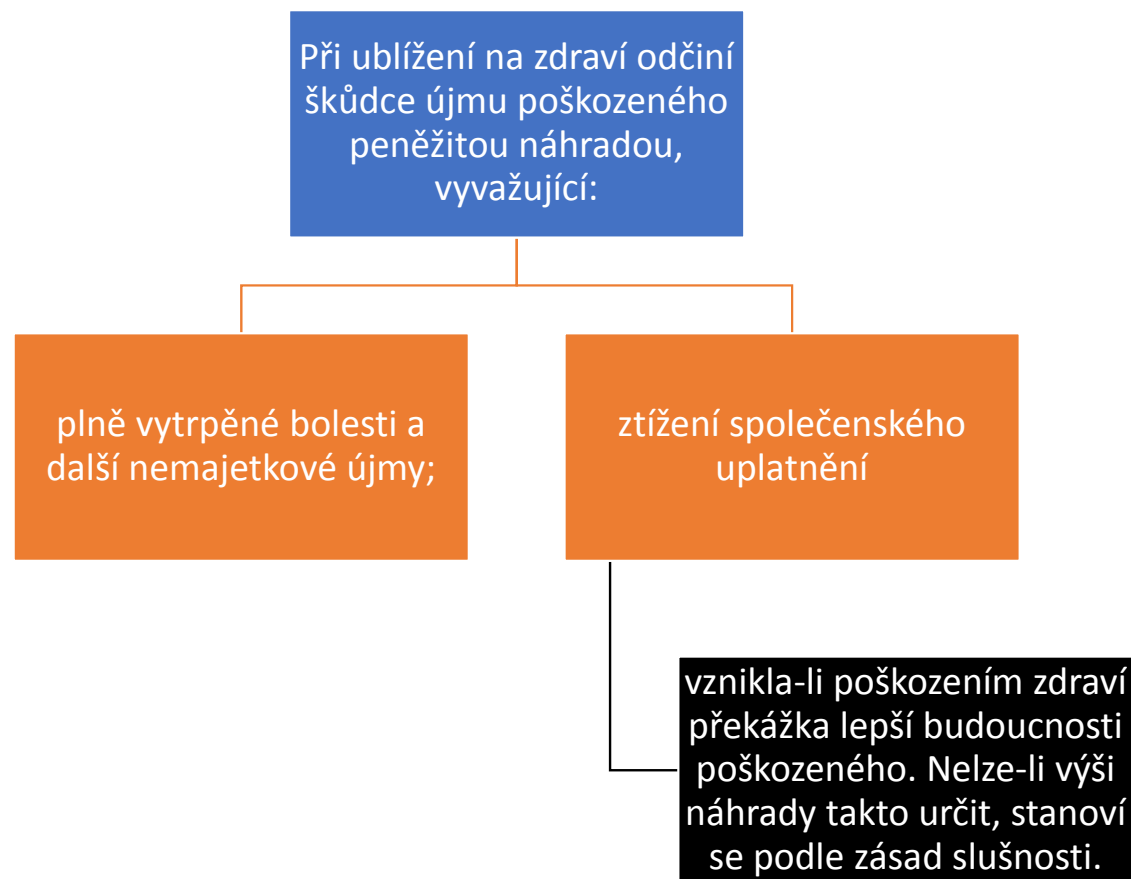 Při ublížení na zdraví odčiní
škůdce újmu poškozeného
peněžitou náhradou,
vyvažující:
plně vytrpěné bolesti a
další nemajetkové újmy;
ztížení společenského
uplatnění
vznikla-li poškozením zdraví
překážka lepší budoucnosti
poškozeného. Nelze-li výši
náhrady takto určit, stanoví
se podle zásad slušnosti.